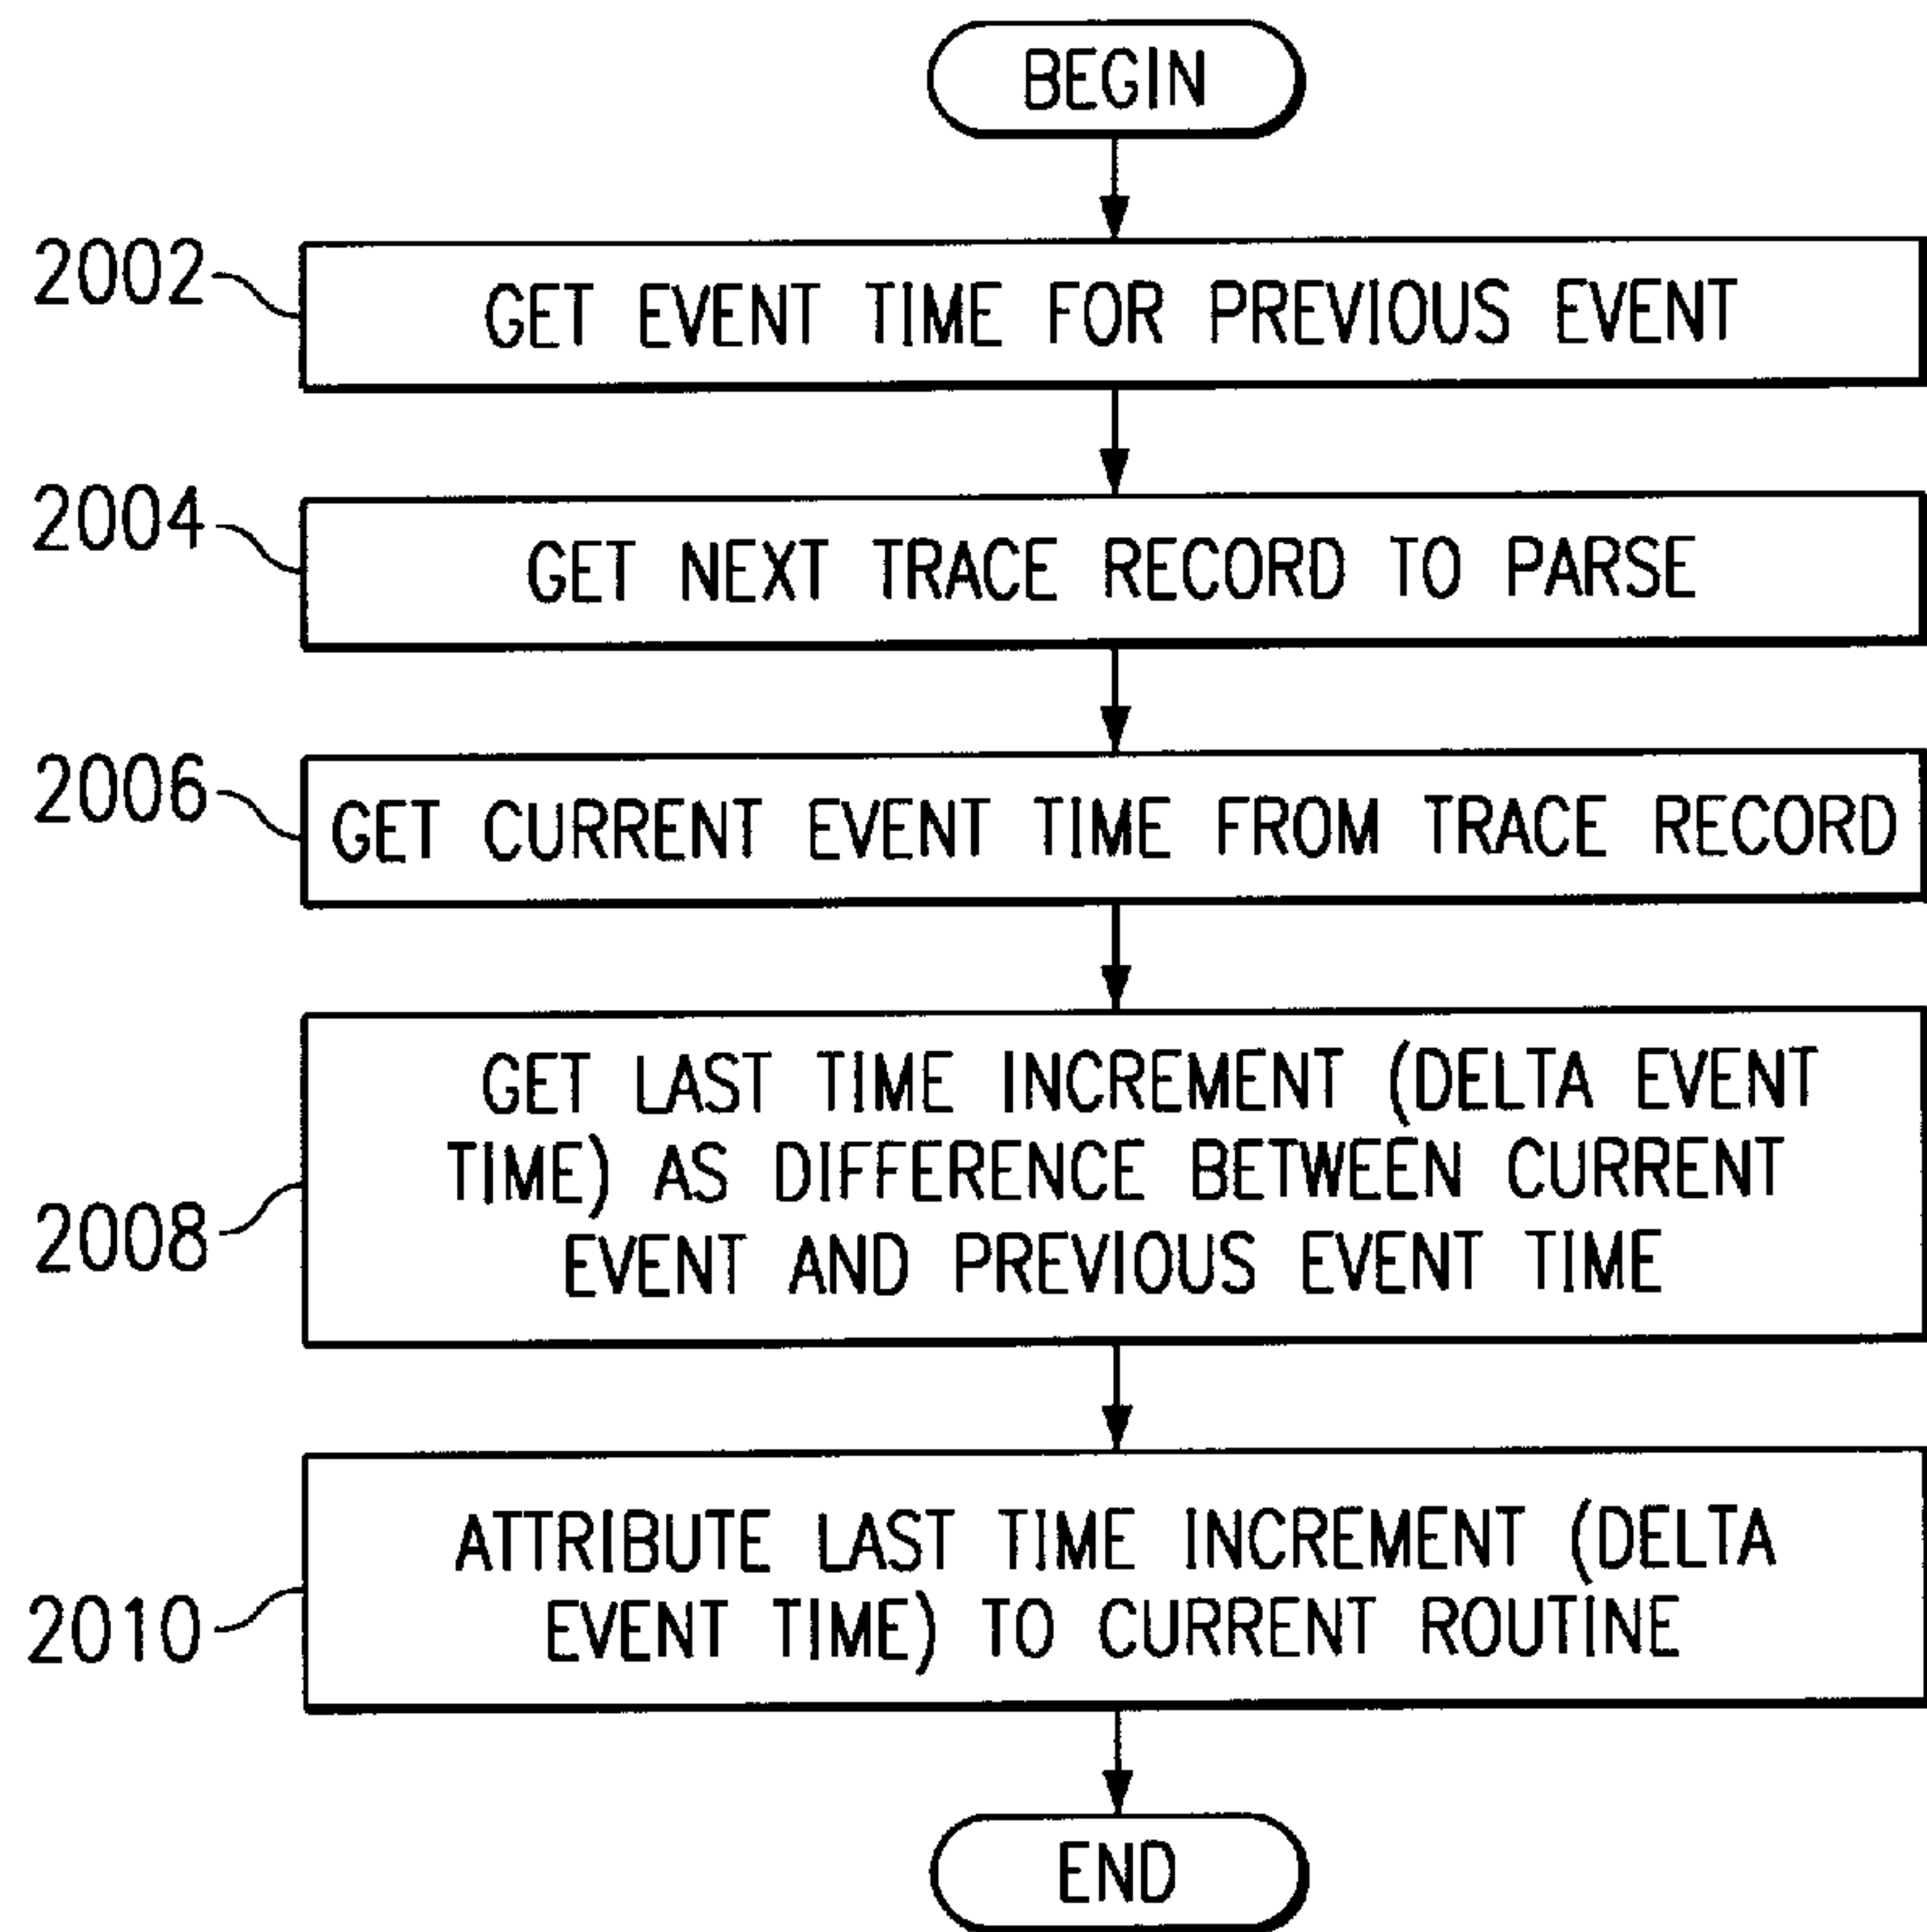 BEGIN
2002
GET EVENT TIME FOR PREVIOUS EVENT
2004
GET NEXT TRACE RECORD TO PARSE
2006
GET CURRENT EVENT TIME FROM TRACE RECORD
2008
GET LAST TIME INCREMENT (DELTA EVENT
TIME) AS DIFFERENCE BETWEEN CURRENT
EVENT AND PREVIOUS EVENT TIME
2010
ATTRIBUTE LAST TIME INCREMENT (DELTA
EVENT TIME) TO CURRENT ROUTINE
END